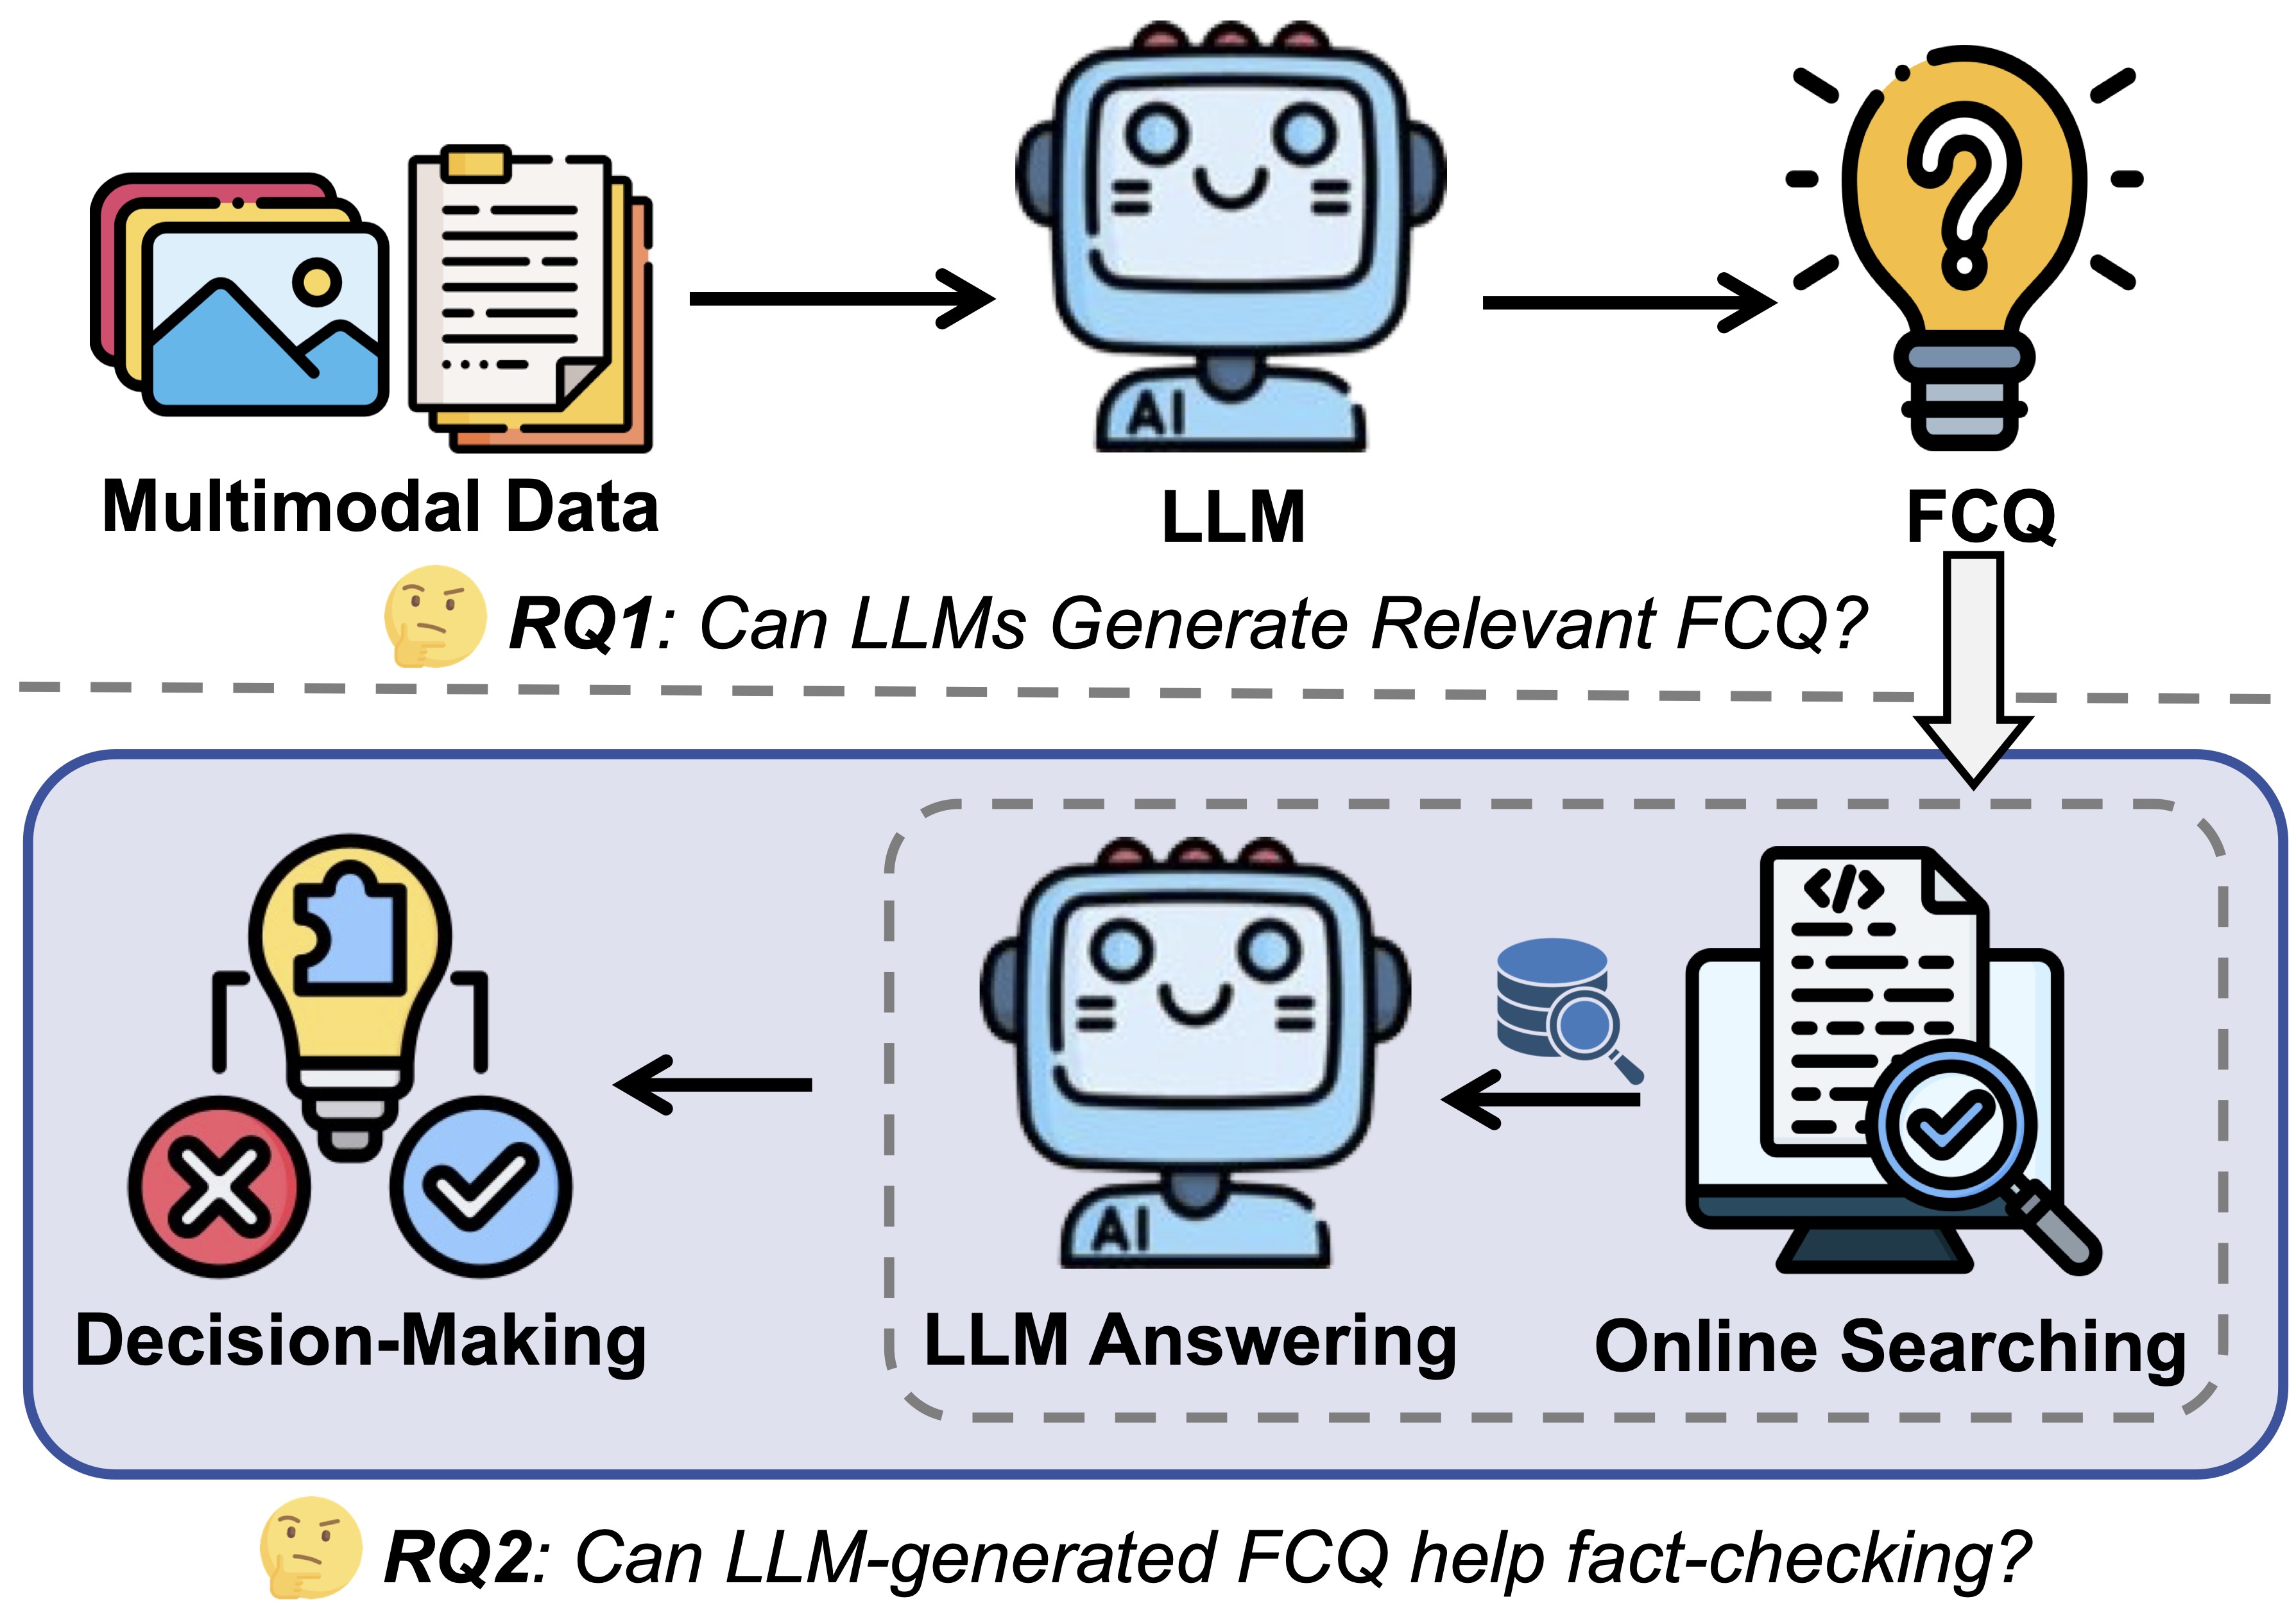 AI
Multimodal Data
LLM
FCQ
RQ1: Can LLMs Generate Relevant FCQ?
</>
AI
Decision-Making
LLM Answering
Online Searching
RQ2: Can LLM-generated FCQ help fact-checking?